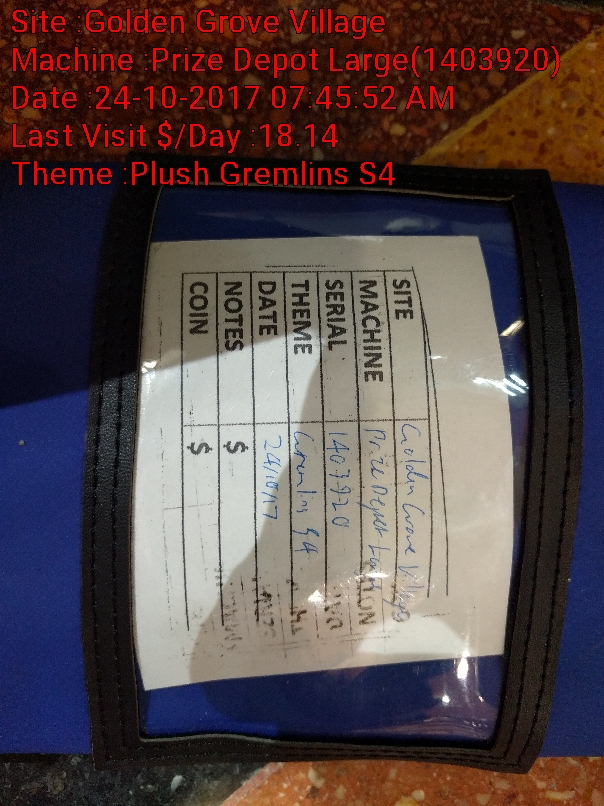 Site :Golden Grove Village
Machine :Prize Depot Large(1403920)
Date :24-10-2017 07:45:52 AM
Last Visit $/Day :18.14
Theme :Plush Gremlins S4
SITE Golden Grove Village
MACHINE Prize Depot Large
SERIAL 1403920
THEME Gremlins S4
DATE 24/10/17
NOTES $
COIN $